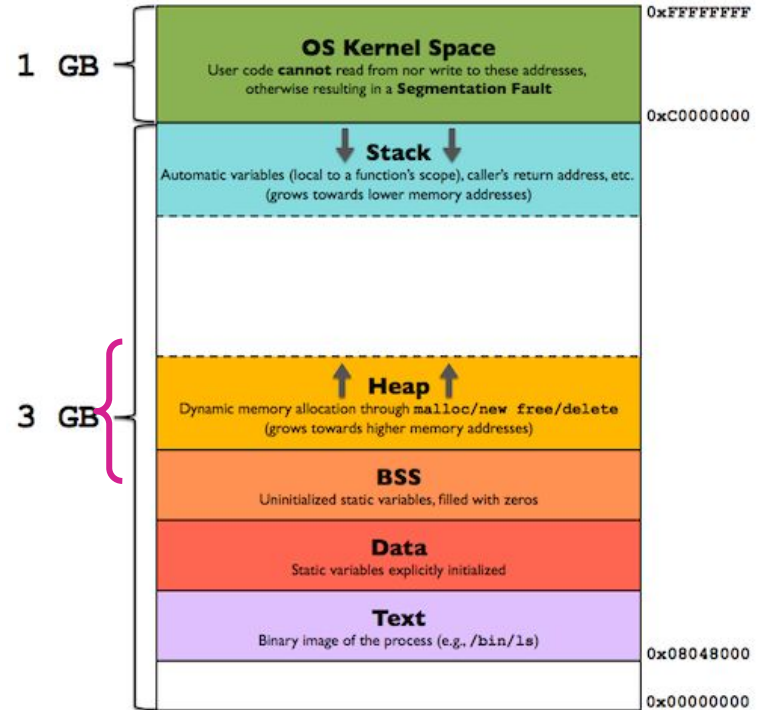 0xFFFFFFFF
1 GB
OS Kernel Space
User code cannot read from nor write to these addresses,
otherwise resulting in a Segmentation Fault
0xC0000000
Stack
Automatic variables (local to a function's scope), caller's return address, etc.
(grows towards lower memory addresses)
3 GB
Heap
Dynamic memory allocation through malloc/new free/delete
(grows towards higher memory addresses)
BSS
Uninitialized static variables, filled with zeros
Data
Static variables explicitly initialized
Text
Binary image of the process (e.g., /bin/ls)
0x08048000
0x00000000